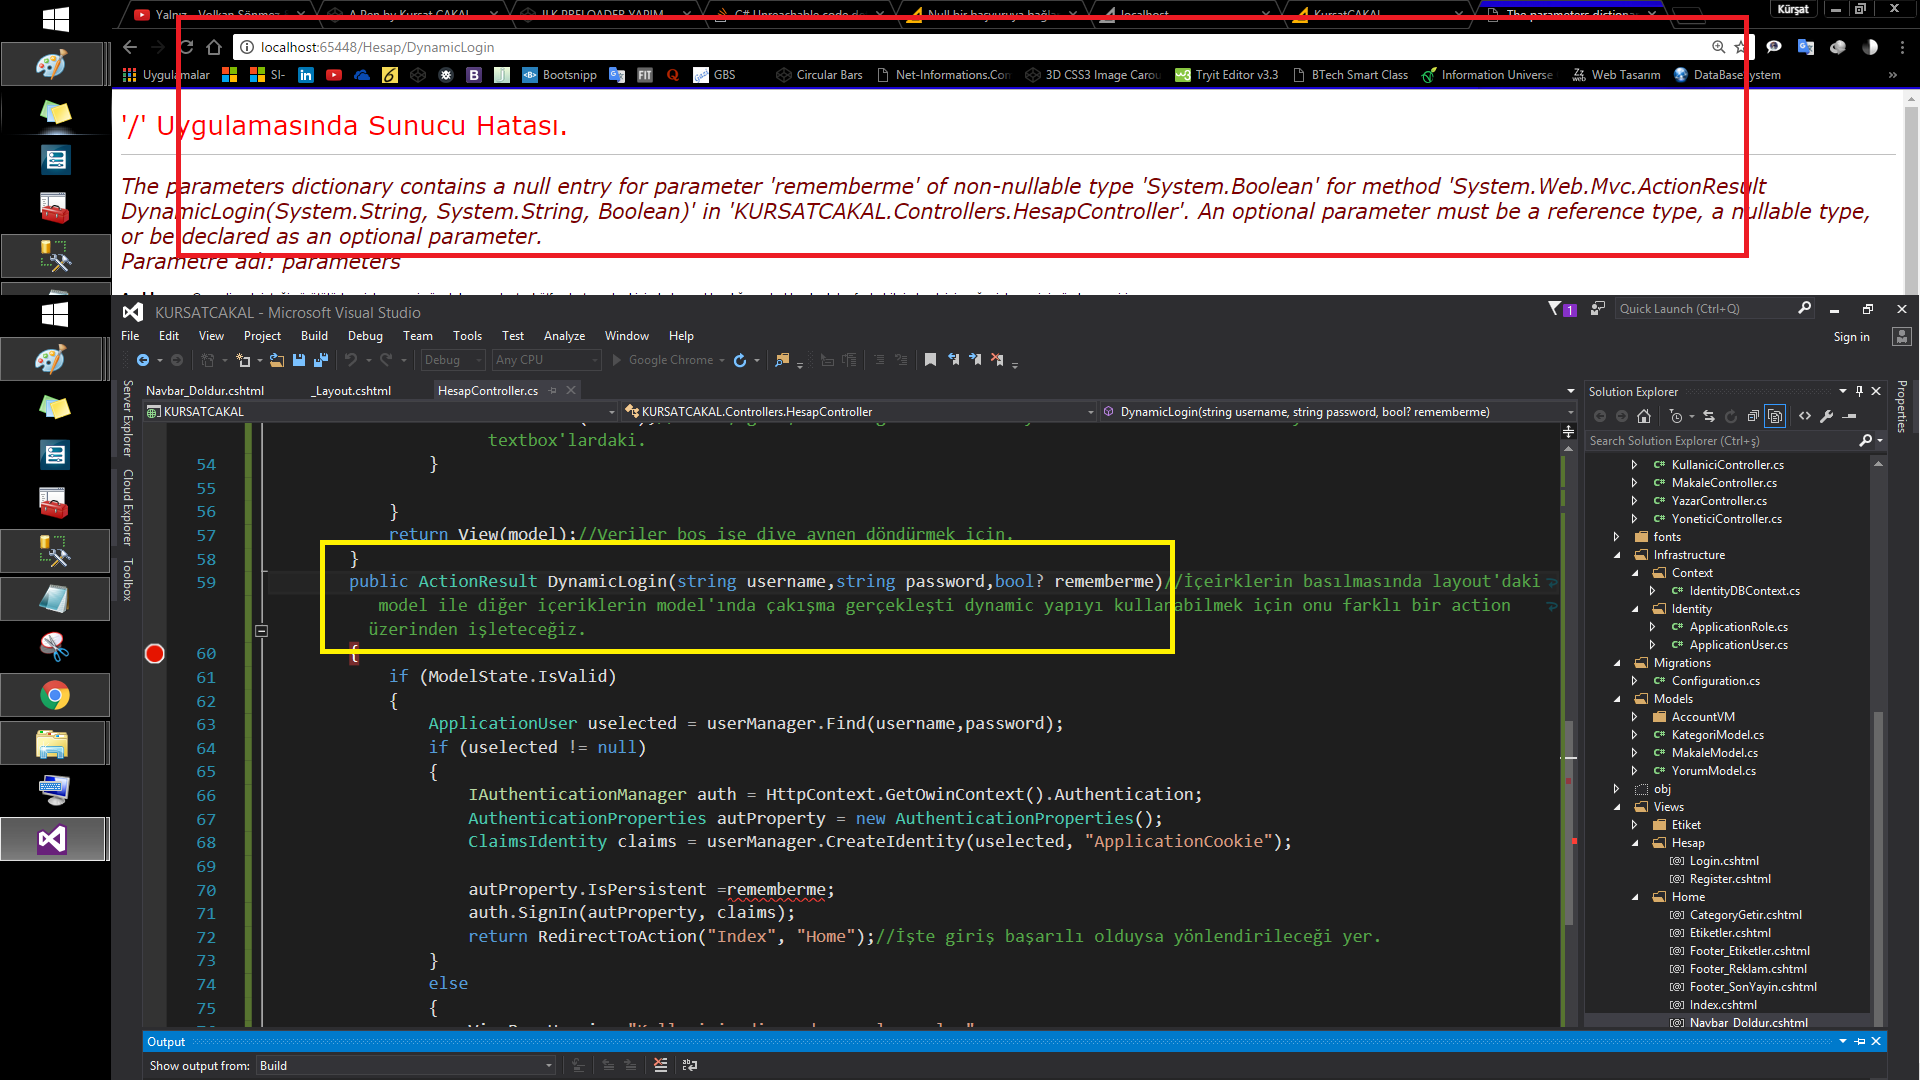 Yalnız - Volkan Sönmez
A Pen by Kursat CAKAL
ILK PRELOADER YAPIM
C# Unreachable code de
Null bir başvuruya bağla
localhost
KursatCAKAL
The parameters dictiona
Kürşat
localhost:65448/Hesap/DynamicLogin
Uygulamalar
SI-
Bootsnipp
FIT
GBS
Circular Bars
Net-Informations.Com
3D CSS3 Image Carou
Tryit Editor v3.3
BTech Smart Class
Information Universe
Web Tasarım
DataBaseSystem
'/' Uygulamasında Sunucu Hatası.
The parameters dictionary contains a null entry for parameter 'rememberme' of non-nullable type 'System.Boolean' for method 'System.Web.Mvc.ActionResult
DynamicLogin(System.String, System.String, Boolean)' in 'KURSATCAKAL.Controllers.HesapController'. An optional parameter must be a reference type, a nullable type,
or be declared as an optional parameter.
Parametre adı: parameters
KURSATCAKAL - Microsoft Visual Studio
1
Quick Launch (Ctrl+Q)
File Edit View Project Build Debug Team Tools Test Analyze Window Help
Sign in
Debug
Any CPU
Google Chrome
Server Explorer
Cloud Explorer
Toolbox
Navbar_Doldur.cshtml
_Layout.cshtml
HesapController.cs
KURSATCAKAL
KURSATCAKAL.Controllers.HesapController
DynamicLogin(string username, string password, bool? rememberme)
textbox'lardaki.
54 }
55
56 }
57 return View(model);//Veriler boş ise diye aynen döndürmek için.
58 }
59 public ActionResult DynamicLogin(string username,string password,bool? rememberme)//İçeirklerin basılmasında layout'daki
model ile diğer içeriklerin model'ında çakışma gerçekleşti dynamic yapıyı kullanabilmek için onu farklı bir action
üzerinden işleteceğiz.
60 {
61 if (ModelState.IsValid)
62 {
63 ApplicationUser uselected = userManager.Find(username,password);
64 if (uselected != null)
65 {
66 IAuthenticationManager auth = HttpContext.GetOwinContext().Authentication;
67 AuthenticationProperties autProperty = new AuthenticationProperties();
68 ClaimsIdentity claims = userManager.CreateIdentity(uselected, "ApplicationCookie");
69
70 autProperty.IsPersistent =rememberme;
71 auth.SignIn(autProperty, claims);
72 return RedirectToAction("Index", "Home");//İşte giriş başarılı olduysa yönlendirileceği yer.
73 }
74 else
75 {
Solution Explorer
Search Solution Explorer (Ctrl+ş)
C# KullaniciController.cs
C# MakaleController.cs
C# YazarController.cs
C# YoneticiController.cs
fonts
Infrastructure
Context
C# IdentityDBContext.cs
Identity
C# ApplicationRole.cs
C# ApplicationUser.cs
Migrations
C# Configuration.cs
Models
AccountVM
C# KategoriModel.cs
C# MakaleModel.cs
C# YorumModel.cs
obj
Views
Etiket
Hesap
Login.cshtml
Register.cshtml
Home
CategoryGetir.cshtml
Etiketler.cshtml
Footer_Etiketler.cshtml
Footer_Reklam.cshtml
Footer_SonYayin.cshtml
Index.cshtml
Navbar_Doldur.cshtml
Properties
Output
Show output from: Build